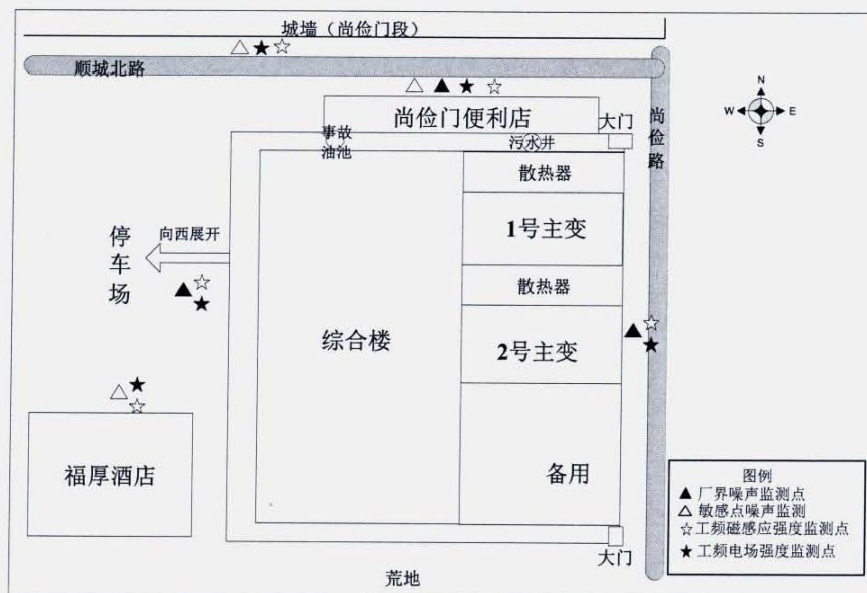 城墙（尚俭门段）
顺城北路
N
W
E
S
尚俭门便利店
大门
尚俭路
事故
油池
污水井
散热器
1号主变
向西展开
停车场
散热器
综合楼
2号主变
福厚酒店
备用
大门
荒地
图例
▲ 厂界噪声监测点
△ 敏感点噪声监测
☆ 工频磁感应强度监测点
★ 工频电场强度监测点